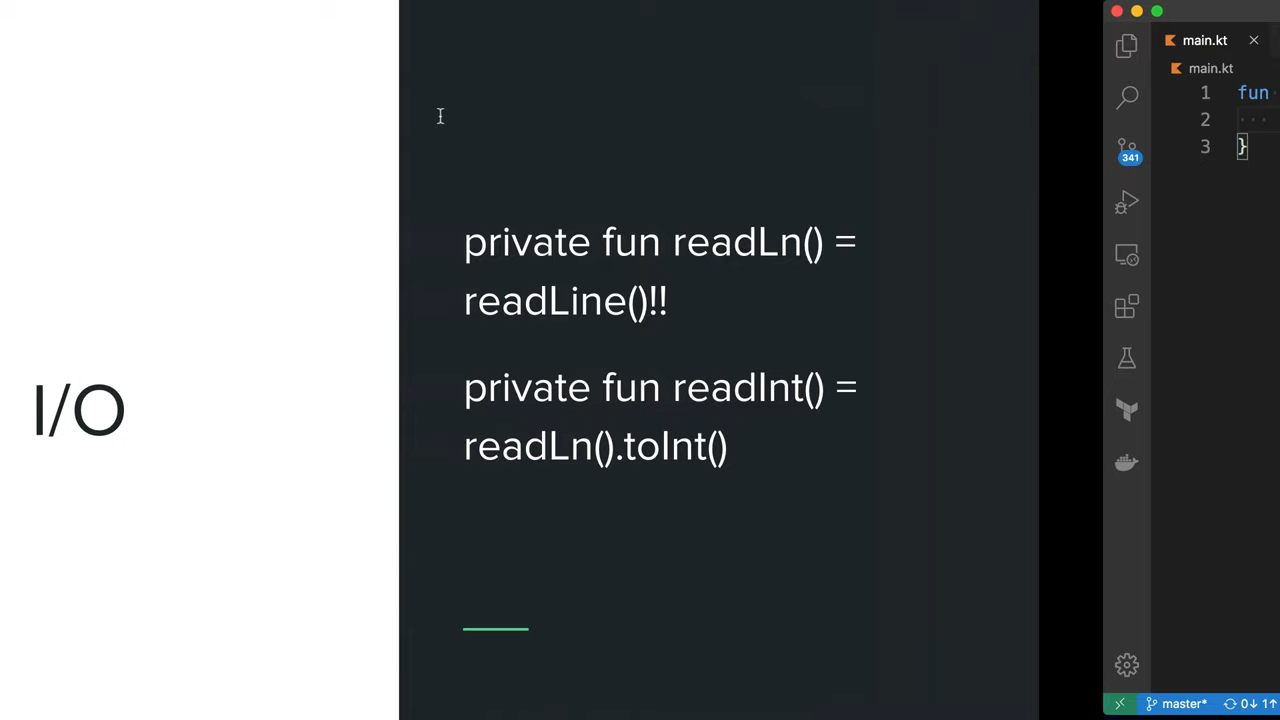 I/O
private fun readLn() =
readLine()!!
private fun readInt() =
readLn().toInt()
main.kt
main.kt
1 fun
2
3 }
341
master* 0↓ 1↑